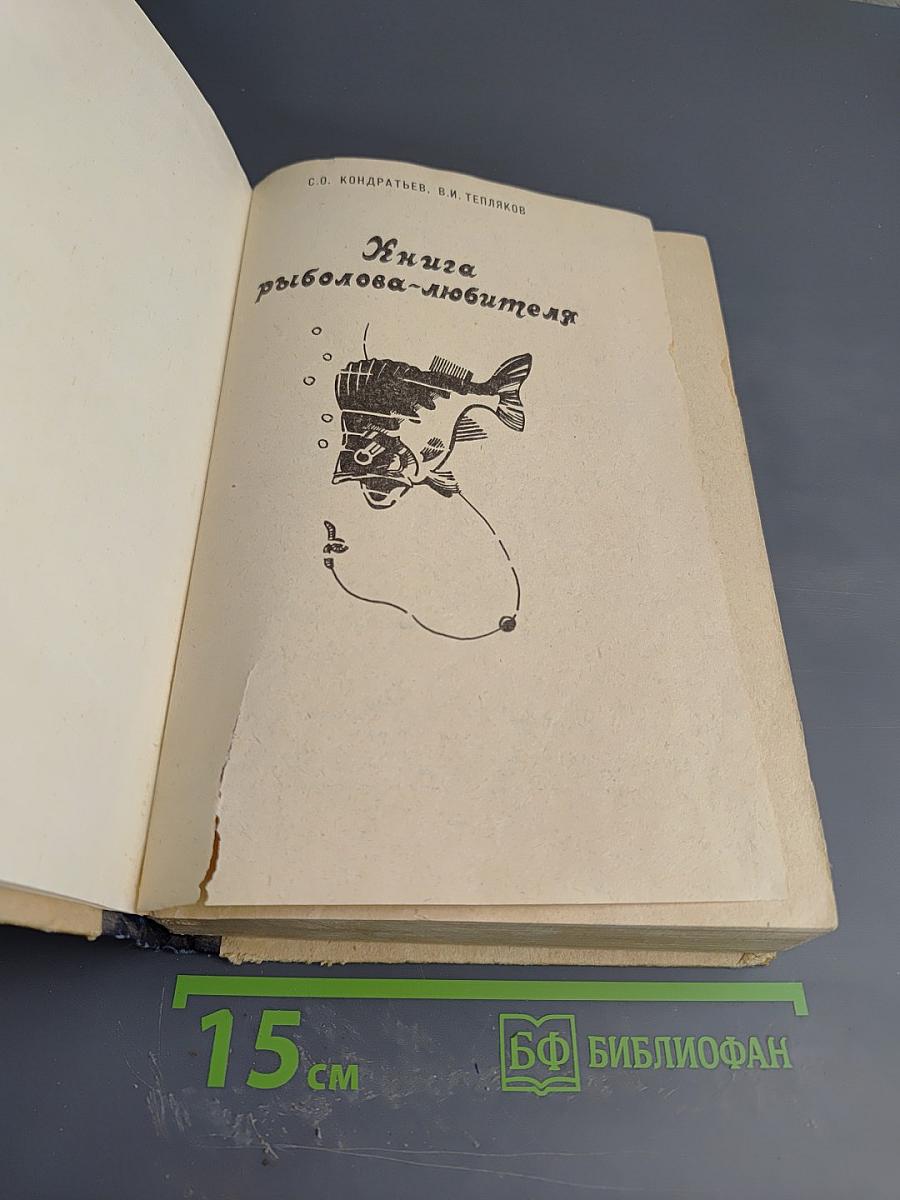 С.О. КОНДРАТЬЕВ, В.И. ТЕПЛЯКОВ
Книга
рыболова-любителя
15 см
БФ БИБЛИОФАН